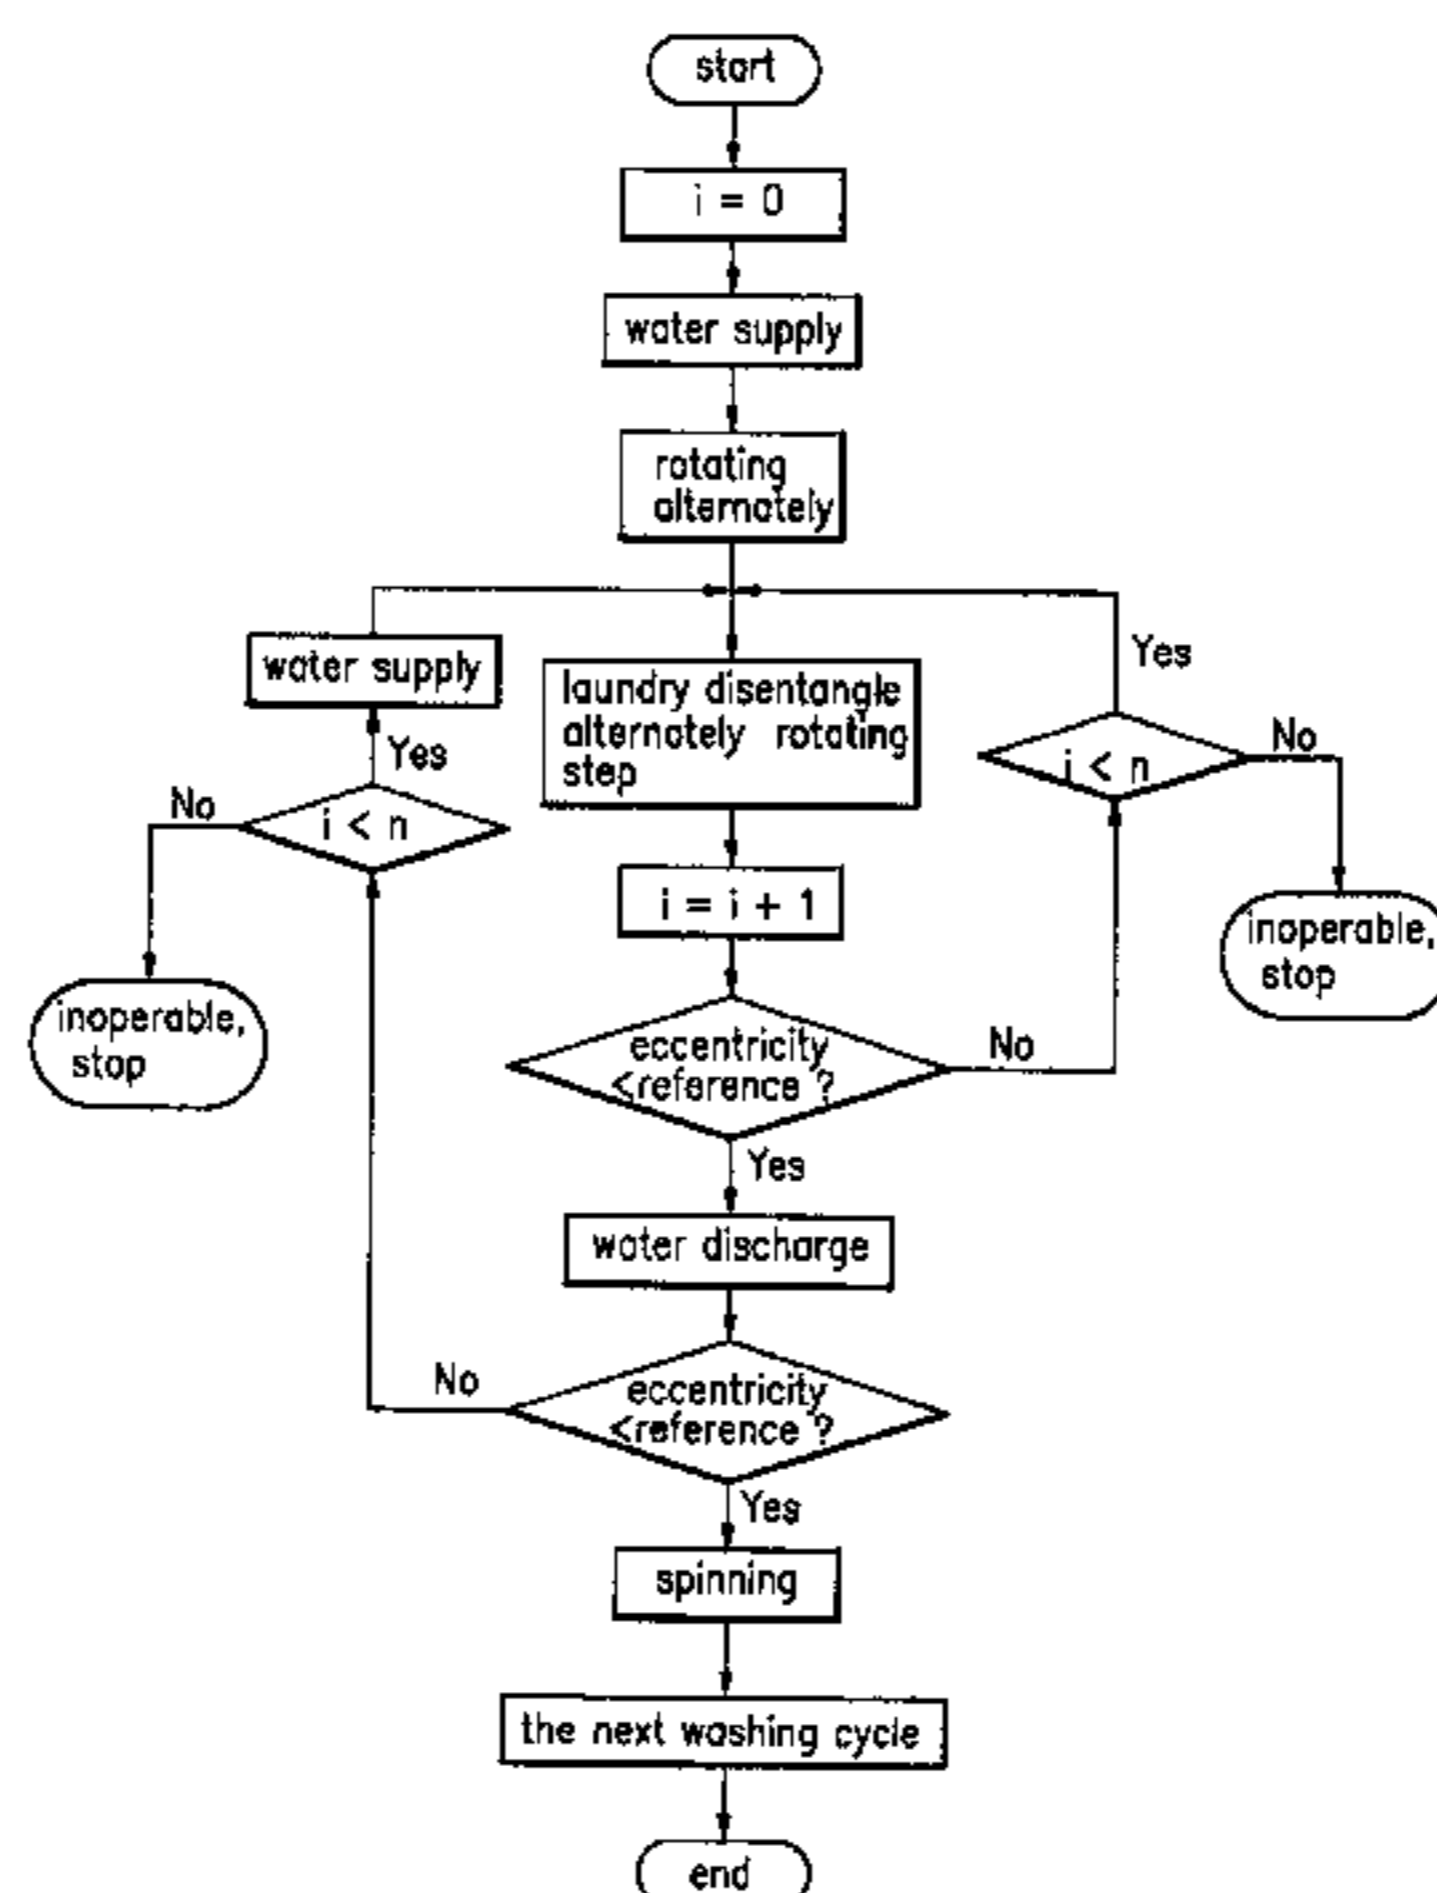 start
i = 0
water supply
rotating
alternately
water supply
Yes
No
i < n
inoperable,
stop
laundry disentangle
alternately rotating
step
i = i + 1
Yes
i < n
No
inoperable,
stop
eccentricity
<reference ?
No
Yes
water discharge
eccentricity
<reference ?
No
Yes
spinning
the next washing cycle
end